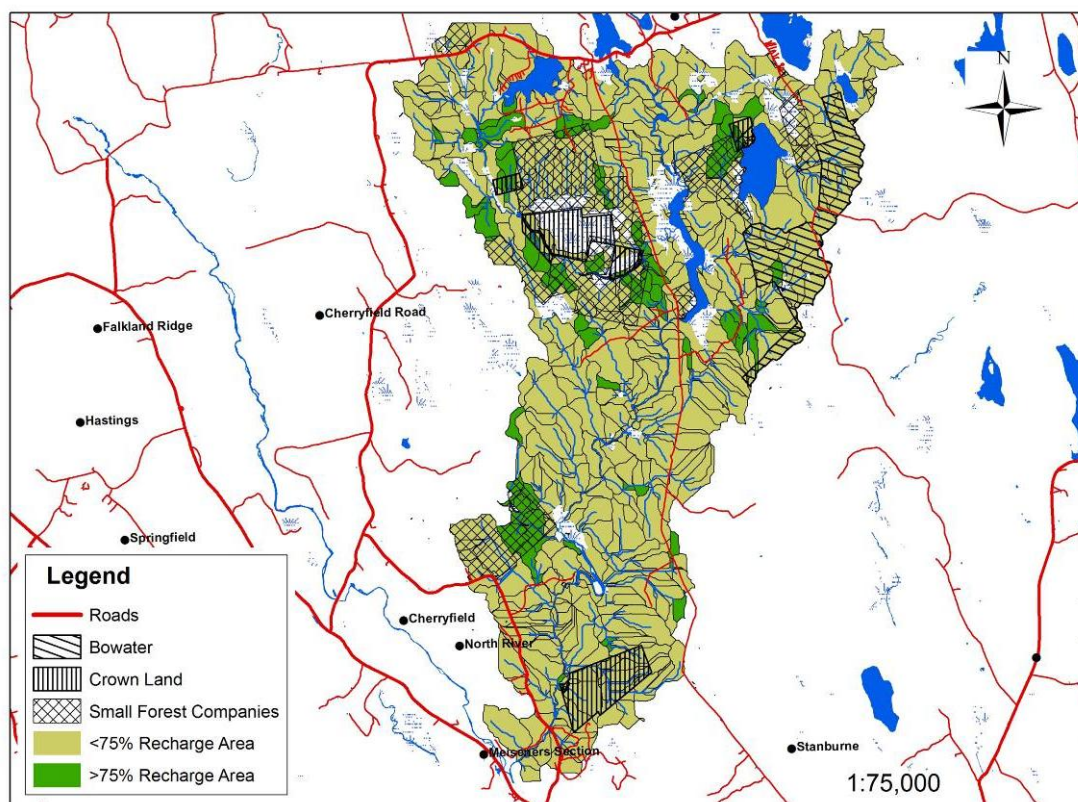 N
Cherryfield Road
Falkland Ridge
Hastings
Springfield
Legend
Roads
Bowater
Crown Land
Small Forest Companies
<75% Recharge Area
>75% Recharge Area
Cherryfield
North River
Meiseners Section
Stanburne
1:75,000